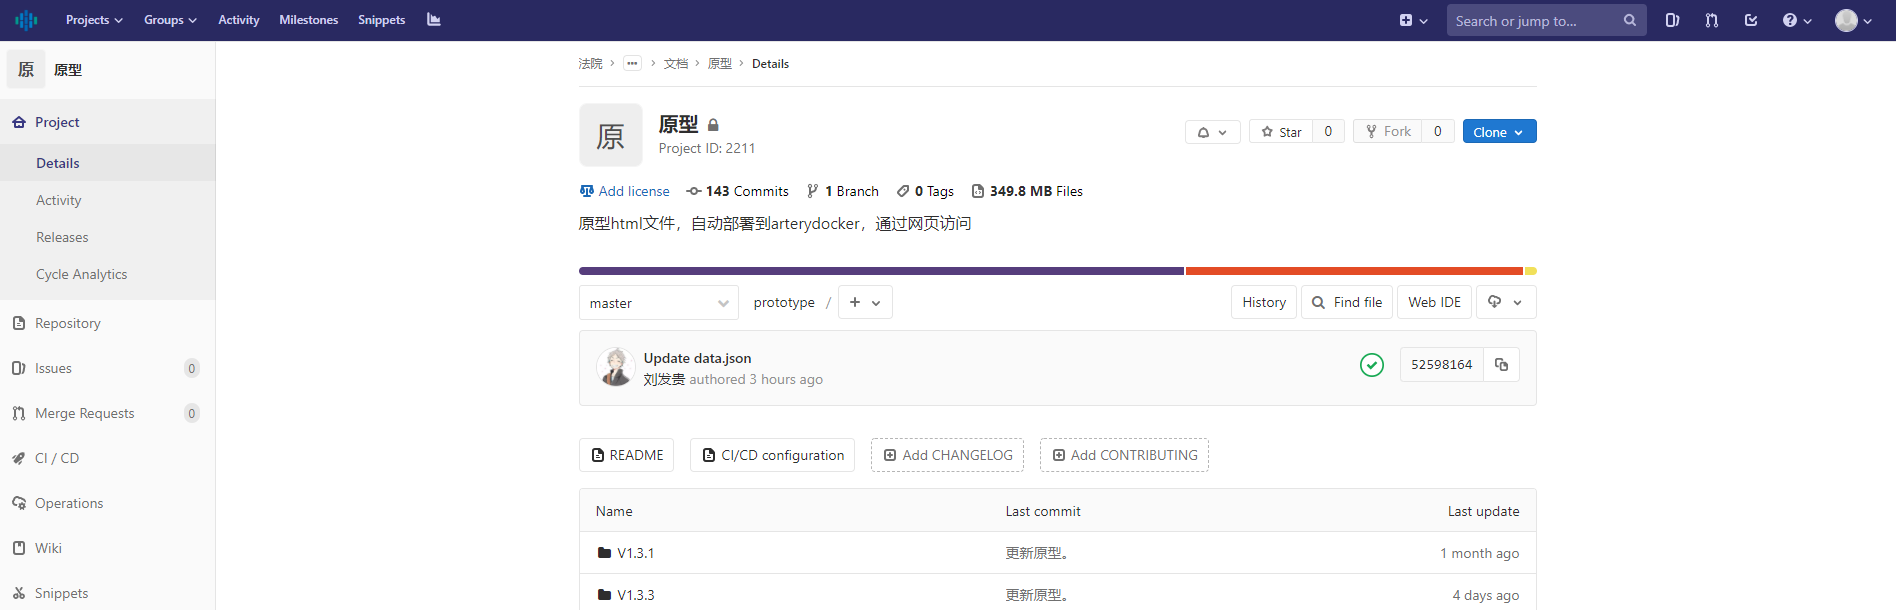 Projects Groups Activity Milestones Snippets Search or jump to...
原 原型
Project
Details
Activity
Releases
Cycle Analytics
Repository
Issues 0
Merge Requests 0
CI / CD
Operations
Wiki
Snippets
法院 > ... > 文档 > 原型 > Details
原
原型
Project ID: 2211
Star 0 Fork 0 Clone
Add license 143 Commits 1 Branch 0 Tags 349.8 MB Files
原型html文件，自动部署到arterydocker，通过网页访问
master prototype / + History Find file Web IDE
Update data.json
刘发贵 authored 3 hours ago
52598164
README CI/CD configuration Add CHANGELOG Add CONTRIBUTING
Name Last commit Last update
V1.3.1 更新原型。 1 month ago
V1.3.3 更新原型。 4 days ago